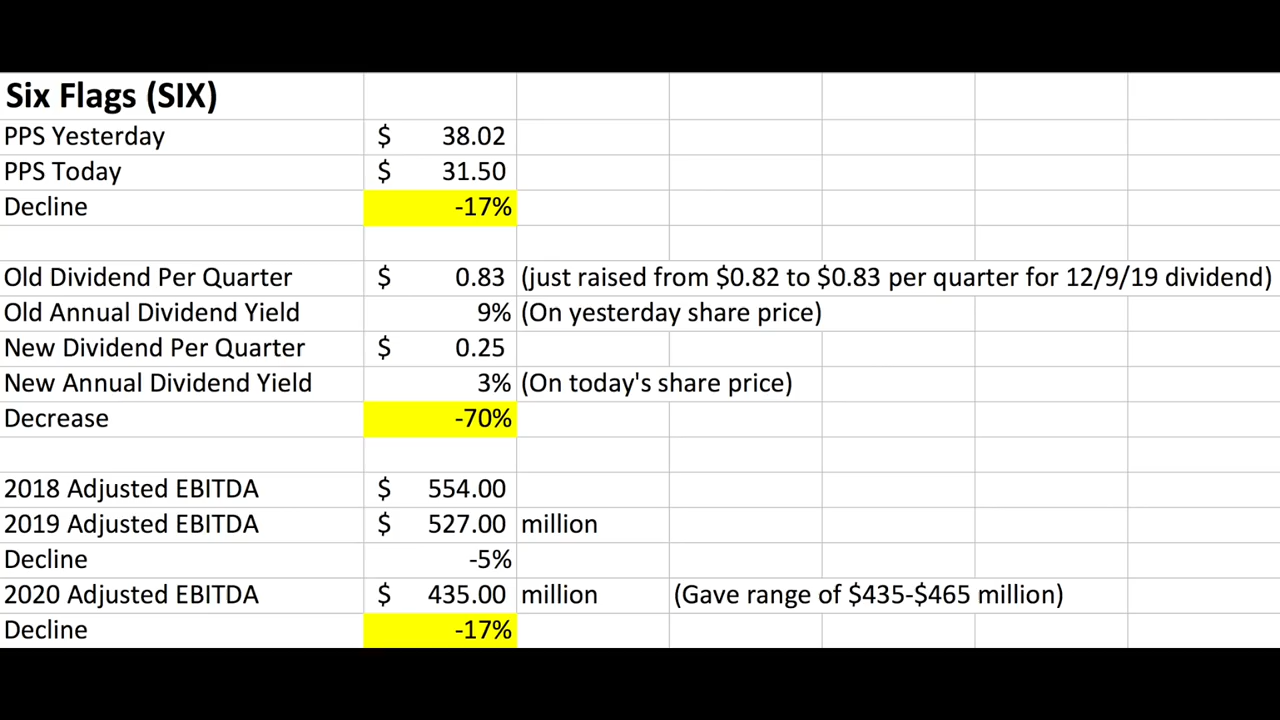 Six Flags (SIX)
PPS Yesterday $ 38.02
PPS Today $ 31.50
Decline -17%
Old Dividend Per Quarter $ 0.83 (just raised from $0.82 to $0.83 per quarter for 12/9/19 dividend)
Old Annual Dividend Yield 9% (On yesterday share price)
New Dividend Per Quarter $ 0.25
New Annual Dividend Yield 3% (On today's share price)
Decrease -70%
2018 Adjusted EBITDA $ 554.00
2019 Adjusted EBITDA $ 527.00 million
Decline -5%
2020 Adjusted EBITDA $ 435.00 million (Gave range of $435-$465 million)
Decline -17%